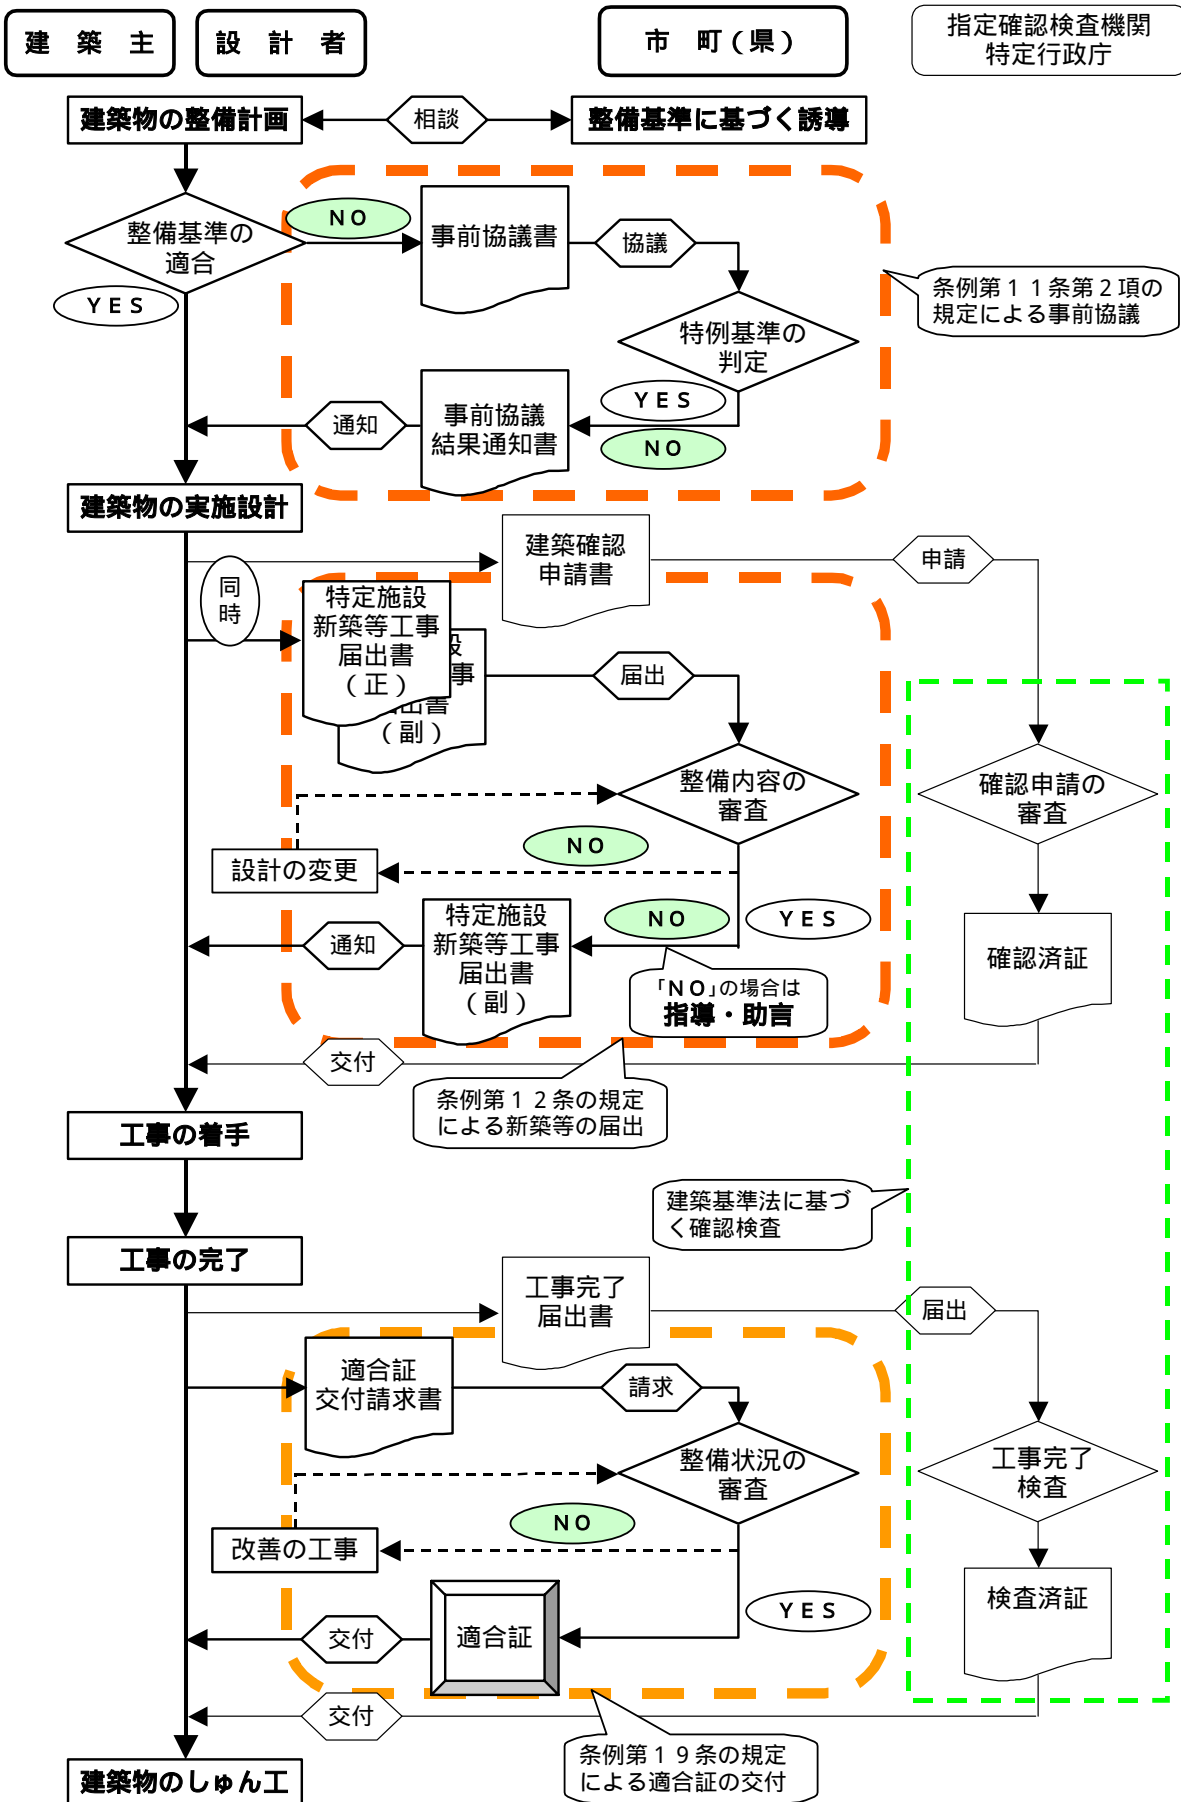 建　築　主
設　計　者
市　町（県）
指定確認検査機関
特定行政庁
建築物の整備計画
相談
整備基準に基づく誘導
整備基準の
適合
ＮＯ
ＹＥＳ
事前協議書
協議
特例基準の
判定
条例第１１条第２項の
規定による事前協議
ＹＥＳ
ＮＯ
事前協議
結果通知書
通知
建築物の実施設計
建築確認
申請書
申請
同
時
特定施設
新築等工事
届出書
（正）
設
事
出書
（副）
届出
整備内容の
審査
確認申請の
審査
ＮＯ
設計の変更
ＮＯ
ＹＥＳ
特定施設
新築等工事
届出書
（副）
通知
「ＮＯ」の場合は
指導・助言
確認済証
交付
条例第１２条の規定
による新築等の届出
工事の着手
建築基準法に基づ
く確認検査
工事の完了
工事完了
届出書
届出
適合証
交付請求書
請求
整備状況の
審査
工事完了
検査
ＮＯ
改善の工事
ＹＥＳ
適合証
交付
検査済証
交付
条例第１９条の規定
による適合証の交付
建築物のしゅん工